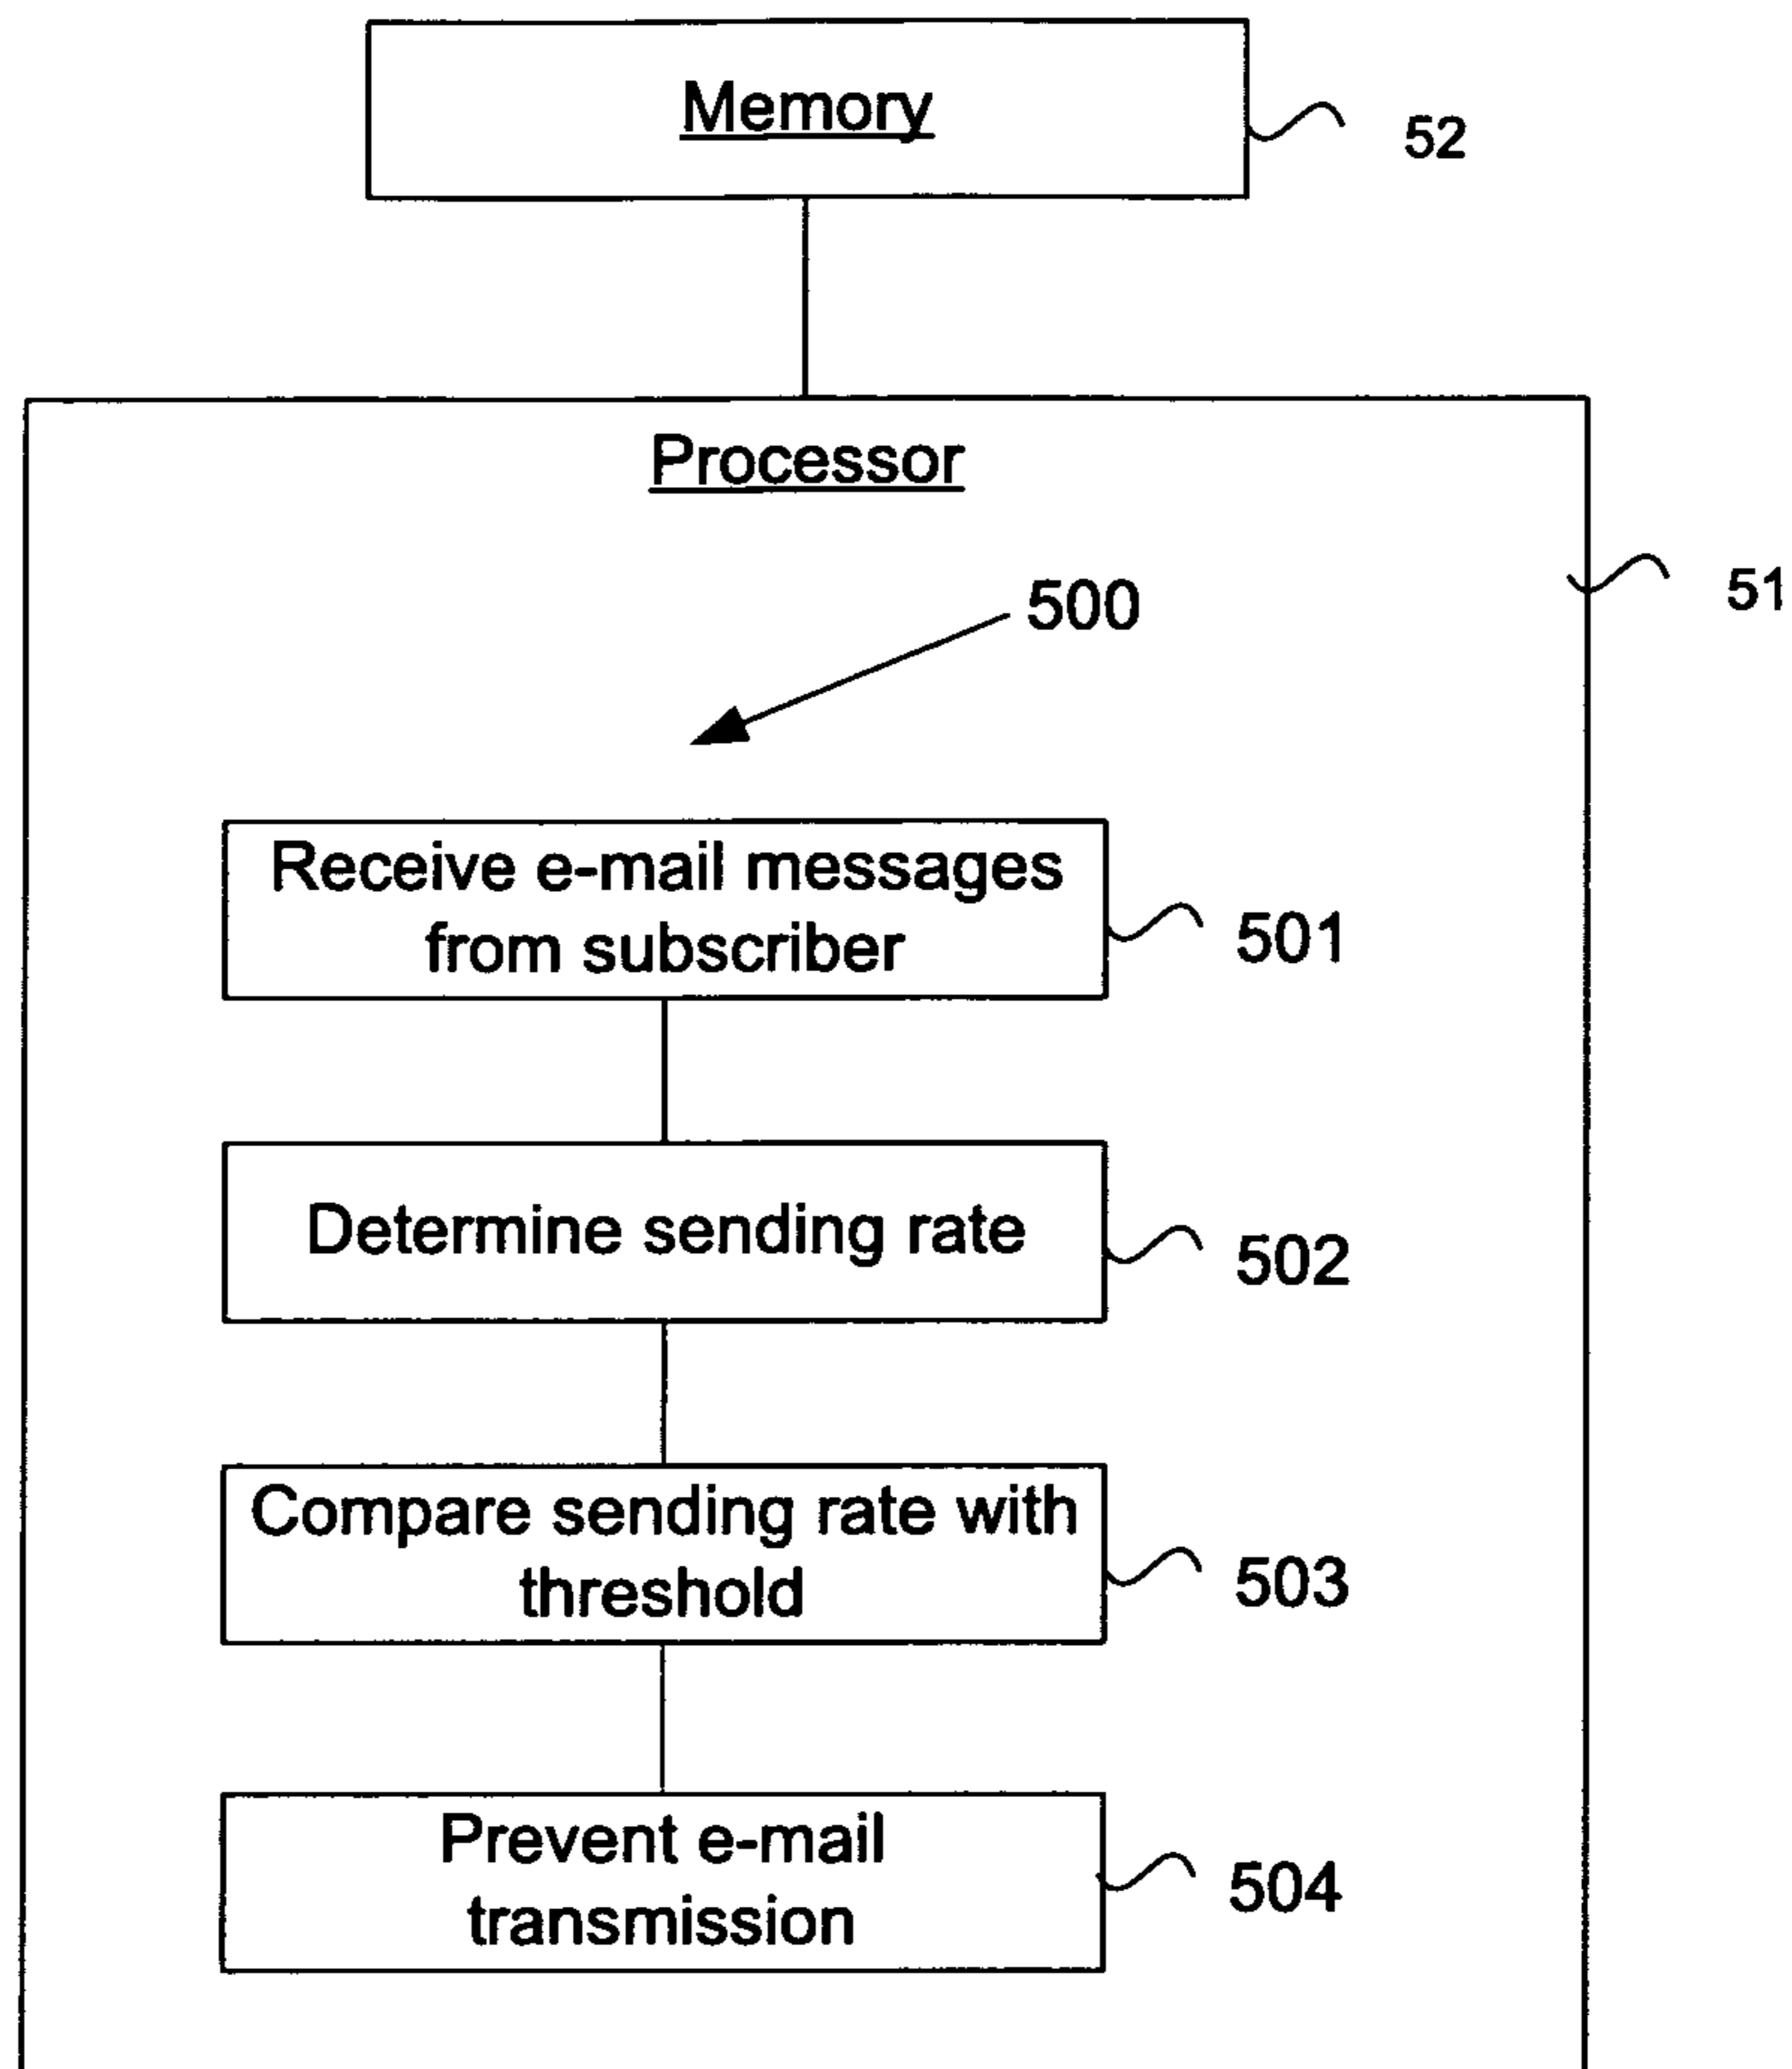 Memory
52
Processor
51
500
Receive e-mail messages
from subscriber
501
Determine sending rate
502
Compare sending rate with
threshold
503
Prevent e-mail
transmission
504